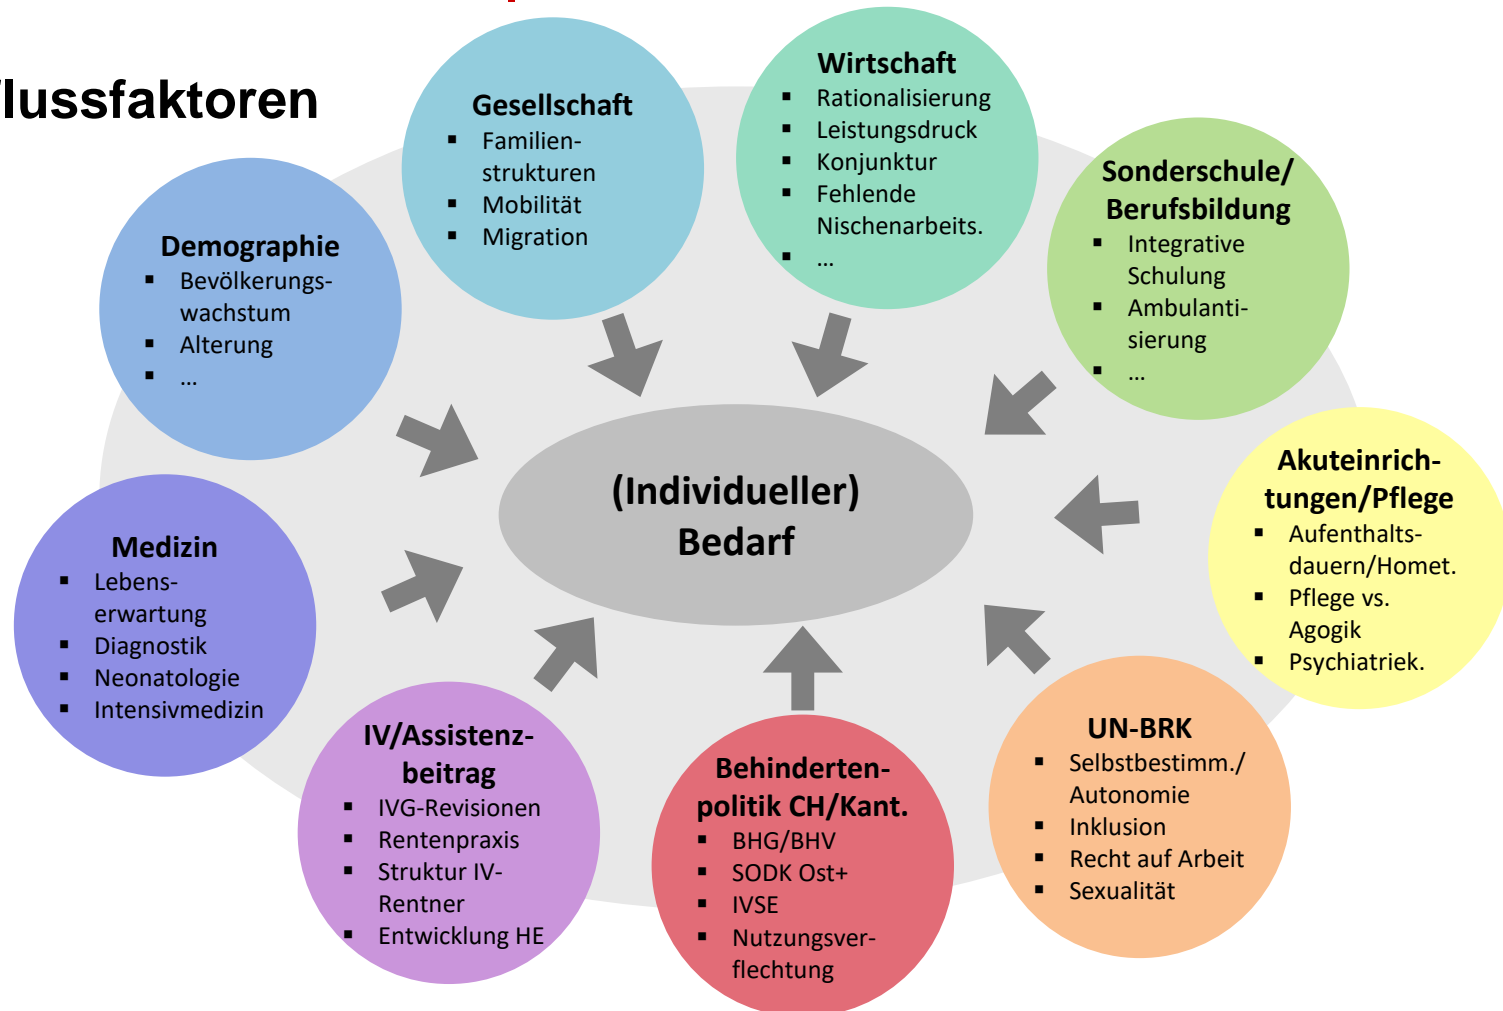 flussfaktoren
Gesellschaft
▪ Familien-
strukturen
▪ Mobilität
▪ Migration
Wirtschaft
▪ Rationalisierung
▪ Leistungsdruck
▪ Konjunktur
▪ Fehlende
Nischenarbeits.
▪ ...
Sonderschule/
Berufsbildung
▪ Integrative
Schulung
▪ Ambulanti-
sierung
▪ ...
Demographie
▪ Bevölkerungs-
wachstum
▪ Alterung
▪ ...
(Individueller)
Bedarf
Akuteinrich-
tungen/Pflege
▪ Aufenthalts-
dauern/Homet.
▪ Pflege vs.
Agogik
▪ Psychiatriek.
Medizin
▪ Lebens-
erwartung
▪ Diagnostik
▪ Neonatologie
▪ Intensivmedizin
IV/Assistenz-
beitrag
▪ IVG-Revisionen
▪ Rentenpraxis
▪ Struktur IV-
Rentner
▪ Entwicklung HE
Behinderten-
politik CH/Kant.
▪ BHG/BHV
▪ SODK Ost+
▪ IVSE
▪ Nutzungsver-
flechtung
UN-BRK
▪ Selbstbestimm./
Autonomie
▪ Inklusion
▪ Recht auf Arbeit
▪ Sexualität